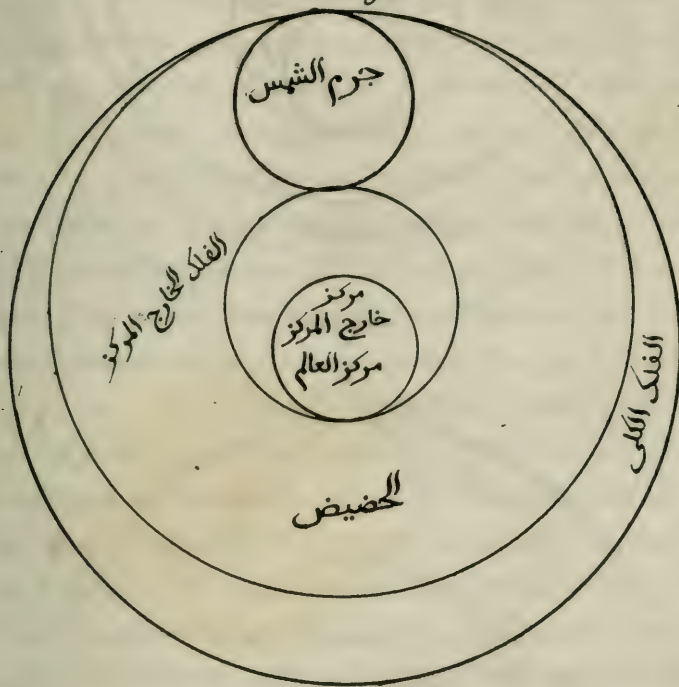 جرم الشمس
الفلك الخارج المركز
مركز
خارج المركز
مركز العالم
الفلك الكلى
الحضيض